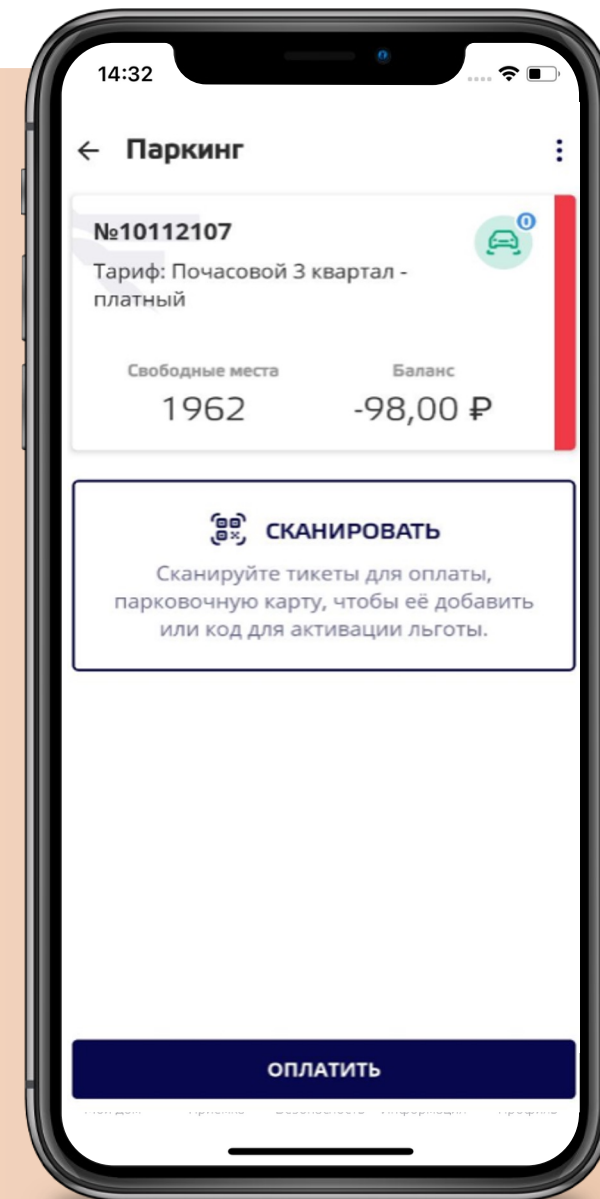 14:32
Паркинг
№10112107
0
Тариф: Почасовой 3 квартал -
платный
Свободные места
Баланс
1962
-98,00 ₽
СКАНИРОВАТЬ
Сканируйте тикеты для оплаты,
парковочную карту, чтобы её добавить
или код для активации льготы.
ОПЛАТИТЬ